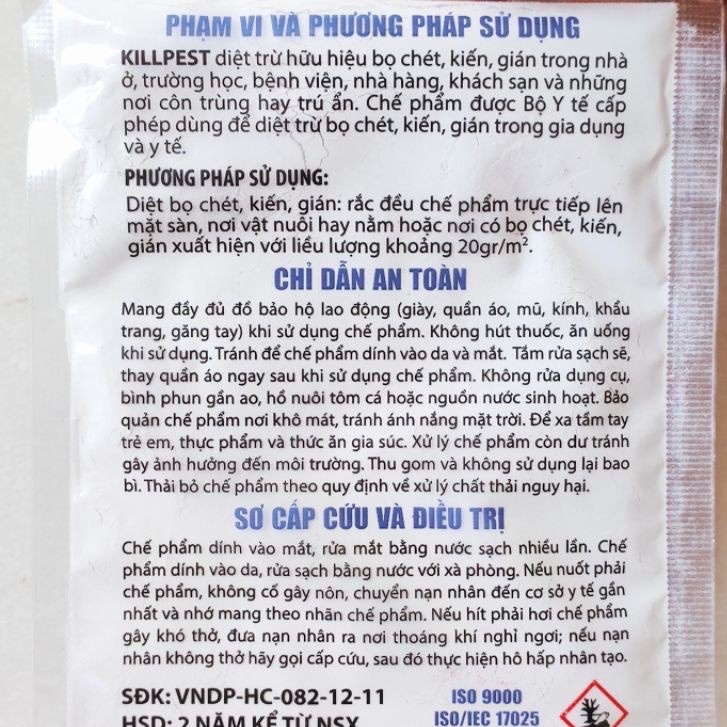 PHẠM VI VÀ PHƯƠNG PHÁP SỬ DỤNG
KILLPEST diệt trừ hữu hiệu bọ chét, kiến, gián trong nhà
ở, trường học, bệnh viện, nhà hàng, khách sạn và những
nơi côn trùng hay trú ẩn. Chế phẩm được Bộ Y tế cấp
phép dùng để diệt trừ bọ chét, kiến, gián trong gia dụng
và y tế.
PHƯƠNG PHÁP SỬ DỤNG:
Diệt bọ chét, kiến, gián: rắc đều chế phẩm trực tiếp lên
mặt sàn, nơi vật nuôi hay nằm hoặc nơi có bọ chét, kiến,
gián xuất hiện với liều lượng khoảng 20gr/m².
CHỈ DẪN AN TOÀN
Mang đầy đủ đồ bảo hộ lao động (giày, quần áo, mũ, kính, khẩu
trang, găng tay) khi sử dụng chế phẩm. Không hút thuốc, ăn uống
khi sử dụng. Tránh để chế phẩm dính vào da và mắt. Tắm rửa sạch sẽ,
thay quần áo ngay sau khi sử dụng chế phẩm. Không rửa dụng cụ,
bình phun gần ao, hồ nuôi tôm cá hoặc nguồn nước sinh hoạt. Bảo
quản chế phẩm nơi khô mát, tránh ánh nắng mặt trời. Để xa tầm tay
trẻ em, thực phẩm và thức ăn gia súc. Xử lý chế phẩm còn dư tránh
gây ảnh hưởng đến môi trường. Thu gom và không sử dụng lại bao
bì. Thải bỏ chế phẩm theo quy định về xử lý chất thải nguy hại.
SƠ CẤP CỨU VÀ ĐIỀU TRỊ
Chế phẩm dính vào mắt, rửa mắt bằng nước sạch nhiều lần. Chế
phẩm dính vào da, rửa sạch bằng nước với xà phòng. Nếu nuốt phải
chế phẩm, không cố gây nôn, chuyển nạn nhân đến cơ sở y tế gần
nhất và nhớ mang theo nhãn chế phẩm. Nếu hít phải hơi chế phẩm
gây khó thở, đưa nạn nhân ra nơi thoáng khí nghỉ ngơi; nếu nạn
nhân không thở hãy gọi cấp cứu, sau đó thực hiện hô hấp nhân tạo.
SĐK: VNDP-HC-082-12-11
ISO 9000
HSD: 2 NĂM KỂ TỪ NSX
ISO/IEC 17025